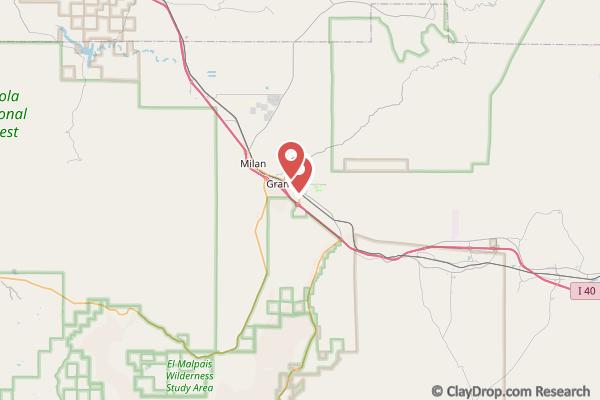 ola
onal
est
Milan
Gran
El Malpais
Wilderness
Study Area
I 40
© ClayDrop.com Research